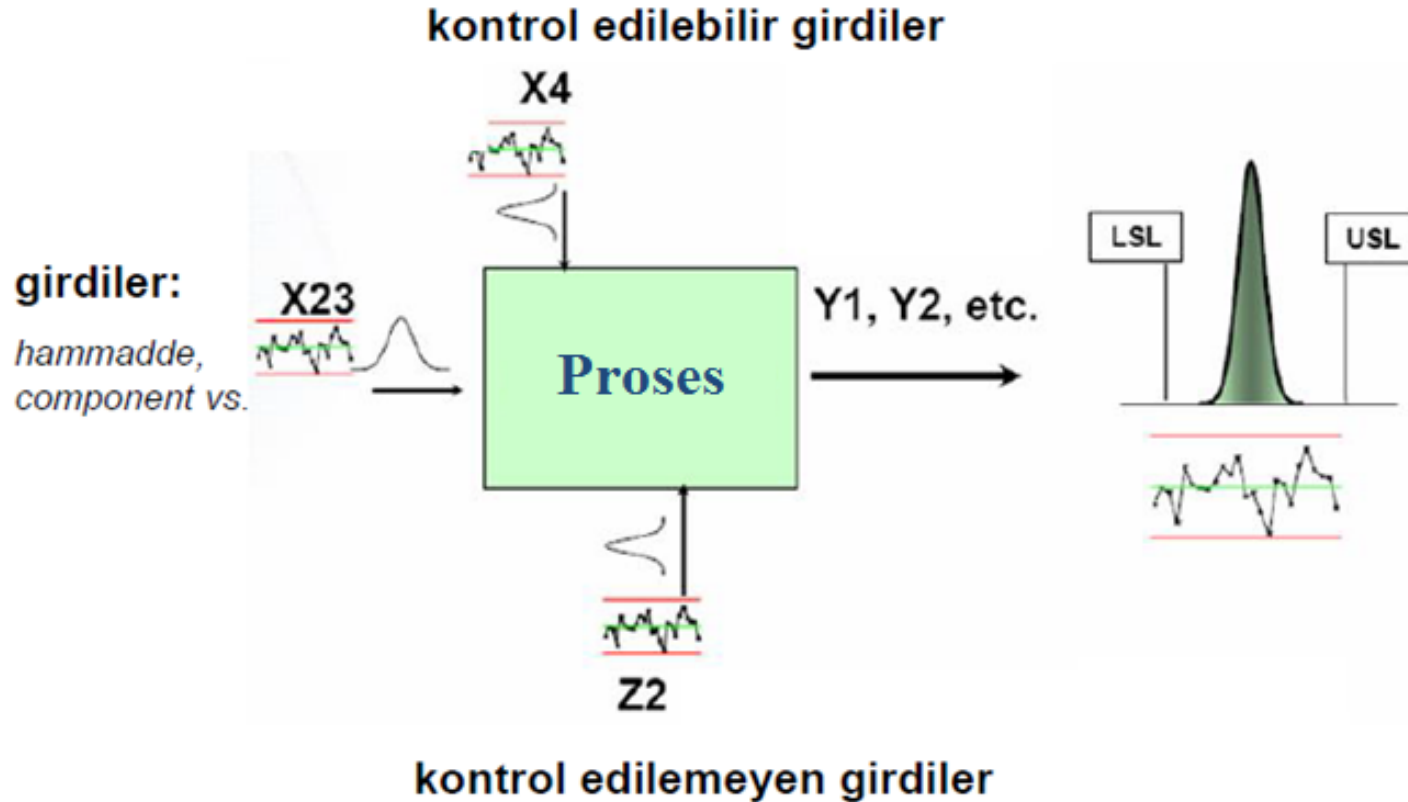 kontrol edilebilir girdiler
X4
girdiler:
X23
hammadde,
component vs.
Proses
Y1, Y2, etc.
LSL
USL
Z2
kontrol edilemeyen girdiler